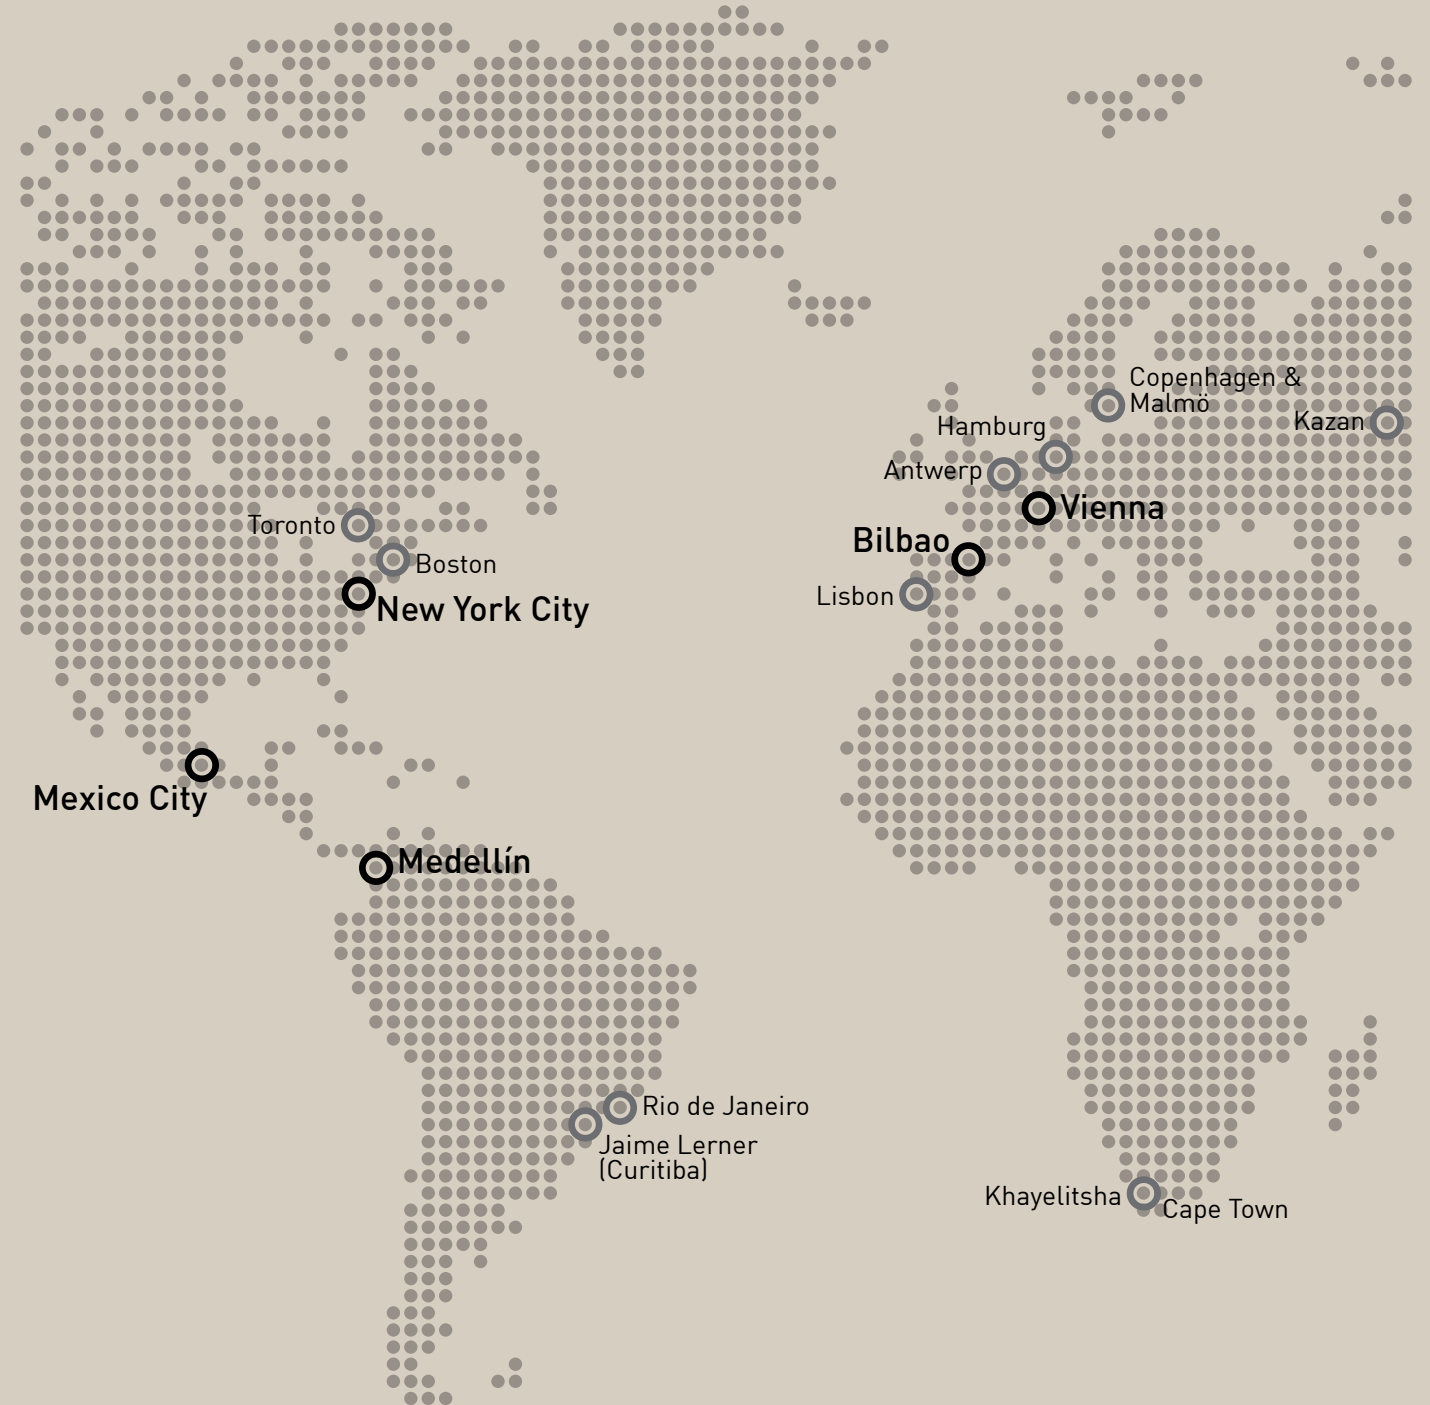 Copenhagen &
Malmö
Kazan
Hamburg
Antwerp
Vienna
Toronto
Bilbao
Boston
Lisbon
New York City
Mexico City
Medellín
Rio de Janeiro
Jaime Lerner
(Curitiba)
Khayelitsha
Cape Town